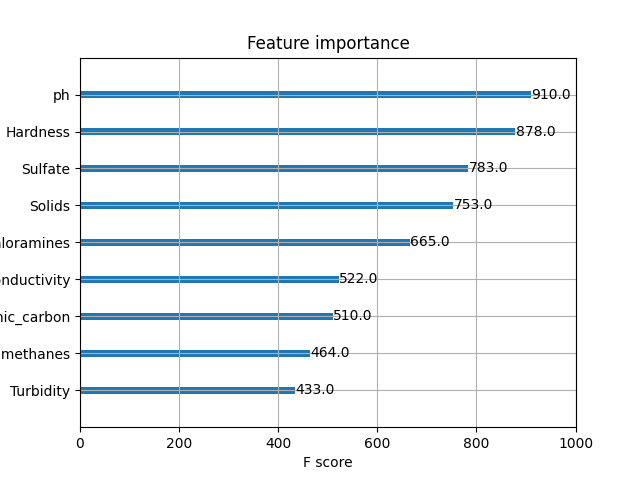 Feature importance
ph 910.0
Hardness 878.0
Sulfate 783.0
Solids 753.0
loramines 665.0
onductivity 522.0
nic_carbon 510.0
methanes 464.0
Turbidity 433.0
0 200 400 600 800 1000
F score